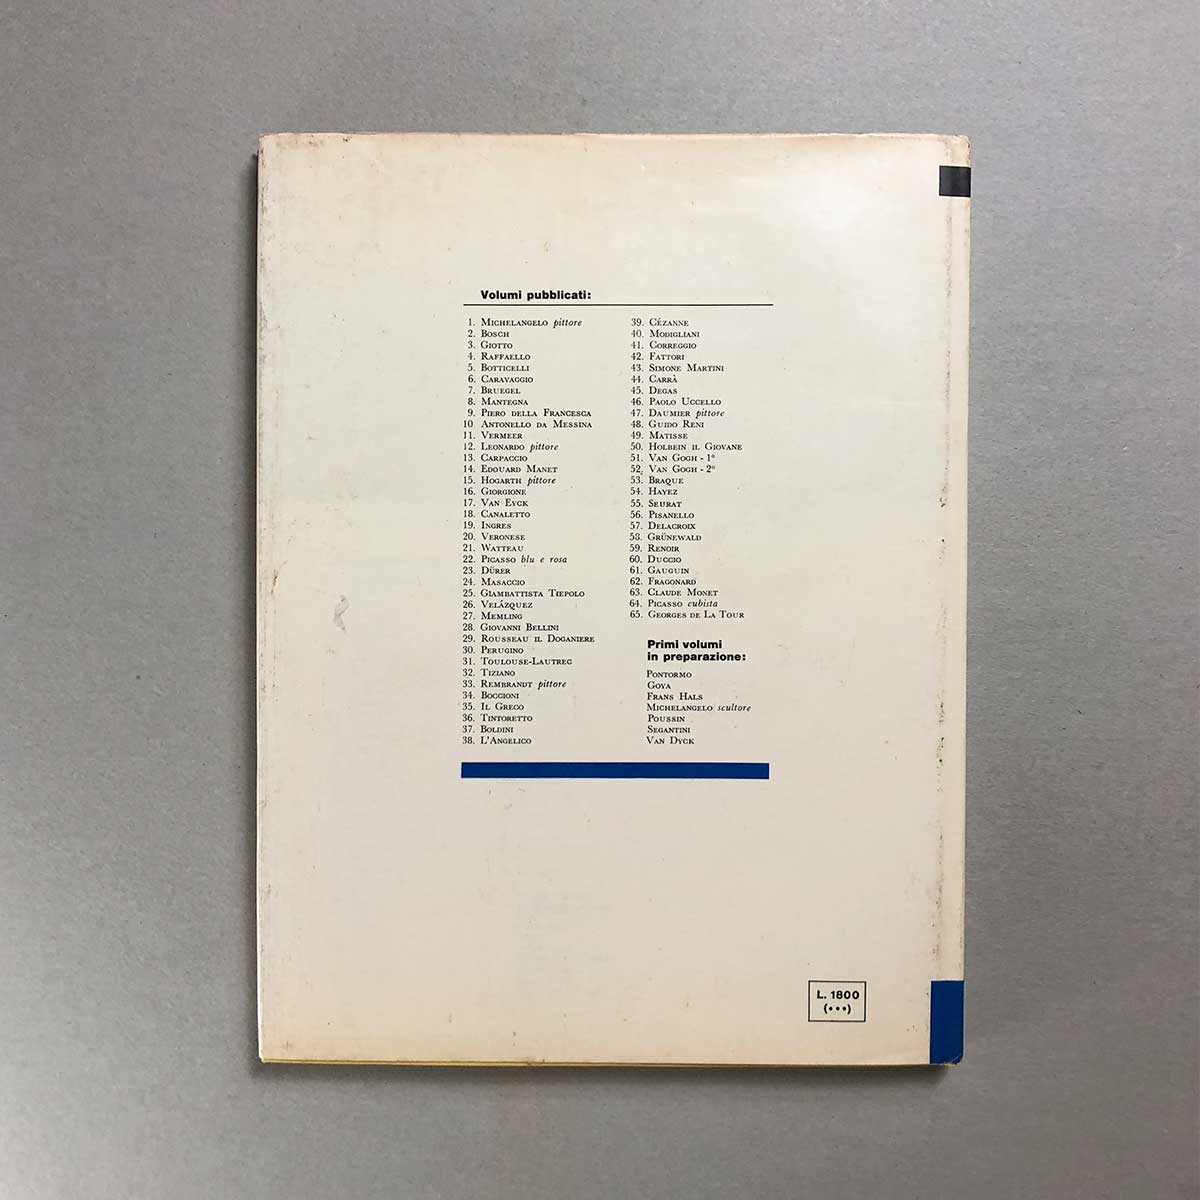 Volumi pubblicati:
1. Michelangelo pittore
2. Bosch
3. Giotto
4. Raffaello
5. Botticelli
6. Caravaggio
7. Bruegel
8. Mantegna
9. Piero della Francesca
10 Antonello da Messina
11. Vermeer
12. Leonardo pittore
13. Carpaccio
14. Edouard Manet
15. Hogarth pittore
16. Giorgione
17. Van Eyck
18. Canaletto
19. Ingres
20. Veronese
21. Watteau
22. Picasso blu e rosa
23. Dürer
24. Masaccio
25. Giambattista Tiepolo
26. Velázquez
27. Memling
28. Giovanni Bellini
29. Rousseau il Doganiere
30. Perugino
31. Toulouse-Lautrec
32. Tiziano
33. Rembrandt pittore
34. Boccioni
35. Il Greco
36. Tintoretto
37. Boldini
38. L'Angelico
39. Cézanne
40. Modigliani
41. Correggio
42. Fattori
43. Simone Martini
44. Carrà
45. Degas
46. Paolo Uccello
47. Daumier pittore
48. Guido Reni
49. Matisse
50. Holbein il Giovane
51. Van Gogh - 1º
52. Van Gogh - 2º
53. Braque
54. Hayez
55. Seurat
56. Pisanello
57. Delacroix
58. Grünewald
59. Renoir
60. Duccio
61. Gauguin
62. Fragonard
63. Claude Monet
64. Picasso cubista
65. Georges de La Tour
Primi volumi
in preparazione:
Pontormo
Goya
Frans Hals
Michelangelo scultore
Poussin
Segantini
Van Dyck
L. 1800
(•••)